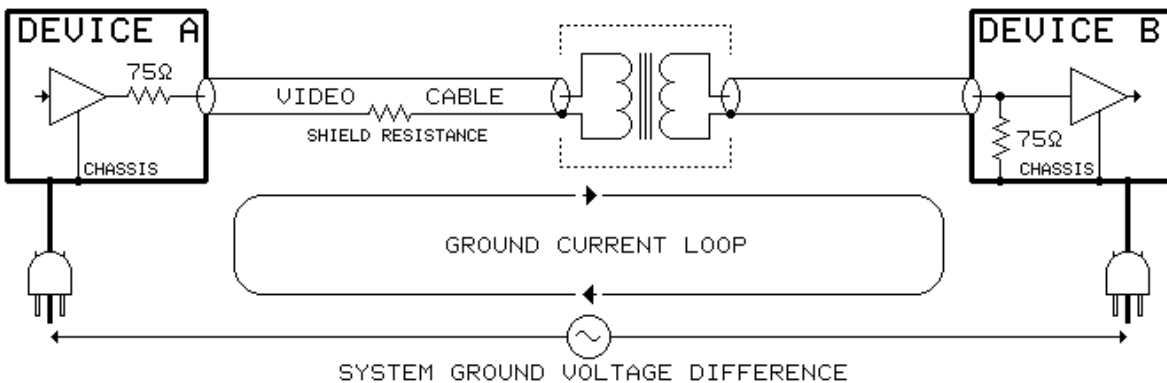 DEVICE A
DEVICE B
75Ω
VIDEO CABLE
SHIELD RESISTANCE
75Ω
CHASSIS
CHASSIS
GROUND CURRENT LOOP
SYSTEM GROUND VOLTAGE DIFFERENCE